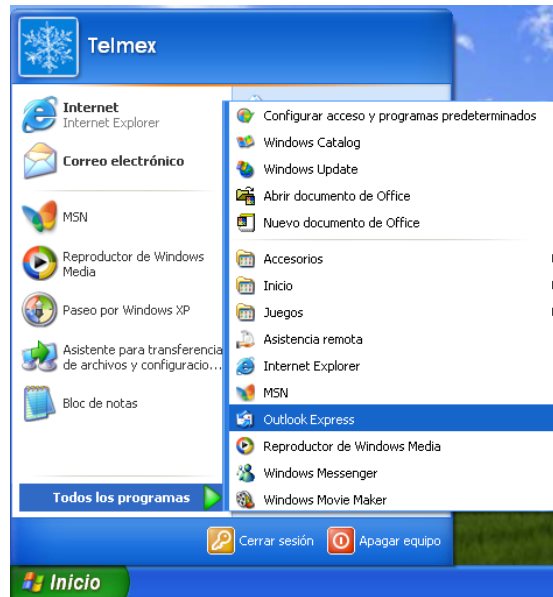 Telmex
Internet
Internet Explorer
Correo electrónico
MSN
Reproductor de Windows
Media
Paseo por Windows XP
Asistente para transferencia
de archivos y configuracio...
Bloc de notas
Todos los programas
Configurar acceso y programas predeterminados
Windows Catalog
Windows Update
Abrir documento de Office
Nuevo documento de Office
Accesorios
Inicio
Juegos
Asistencia remota
Internet Explorer
MSN
Outlook Express
Reproductor de Windows Media
Windows Messenger
Windows Movie Maker
Cerrar sesión
Apagar equipo
Inicio